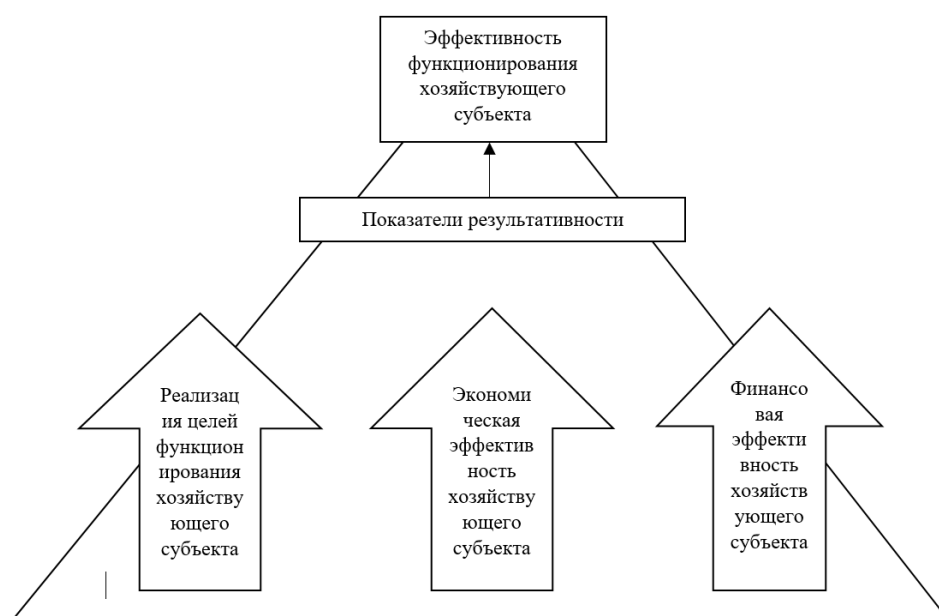 Эффективность
функционирования
хозяйствующего
субъекта
Показатели результативности
Реализац
ия целей
функцион
ирования
хозяйству
ющего
субъекта
Экономи
ческая
эффектив
ность
хозяйству
ющего
субъекта
Финансо
вая
эффекти
вность
хозяйств
ующего
субъекта